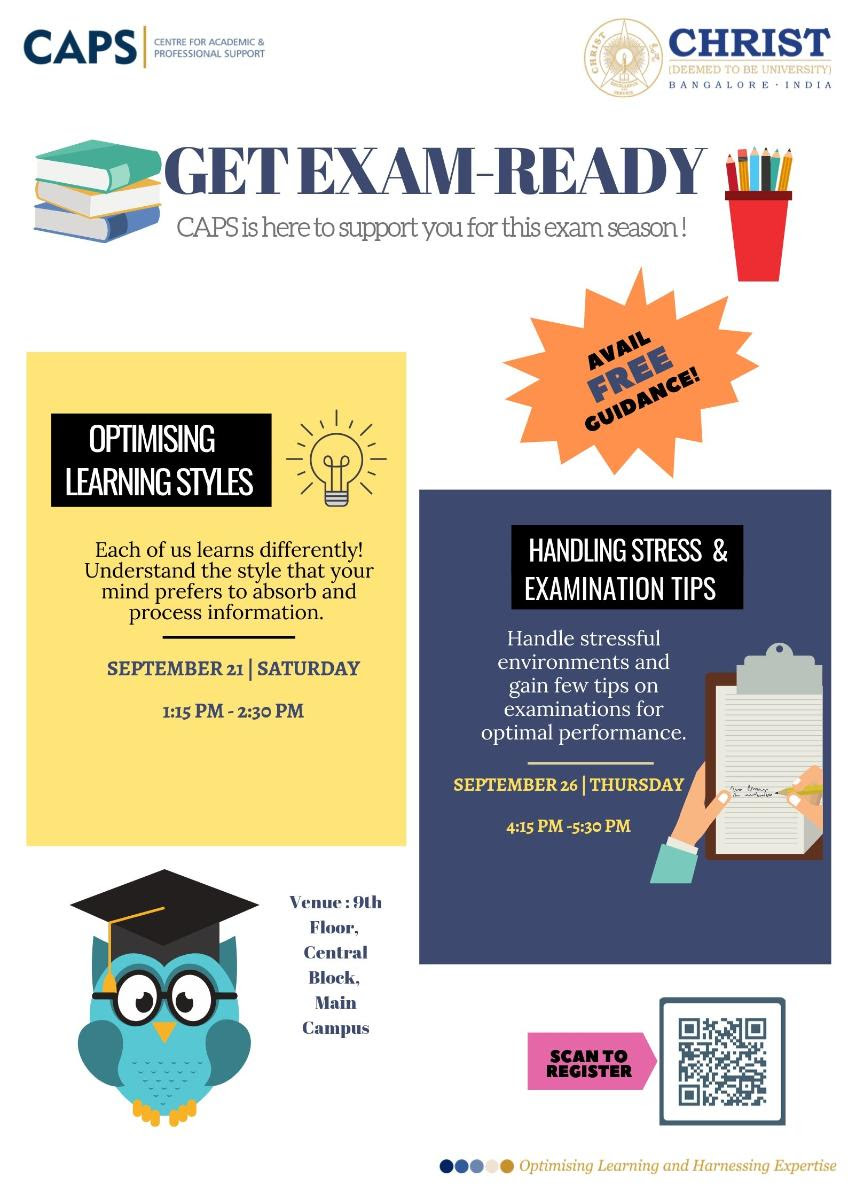 CAPS
CENTRE FOR ACADEMIC &
PROFESSIONAL SUPPORT
CHRIST
(DEEMED TO BE UNIVERSITY)
BANGALORE · INDIA
GET EXAM-READY
CAPS is here to support you for this exam season !
AVAIL
FREE
GUIDANCE!
OPTIMISING
LEARNING STYLES
Each of us learns differently!
Understand the style that your
mind prefers to absorb and
process information.
SEPTEMBER 21 | SATURDAY
1:15 PM - 2:30 PM
HANDLING STRESS &
EXAMINATION TIPS
Handle stressful
environments and
gain few tips on
examinations for
optimal performance.
SEPTEMBER 26 | THURSDAY
4:15 PM -5:30 PM
Venue : 9th
Floor,
Central
Block,
Main
Campus
SCAN TO
REGISTER
Optimising Learning and Harnessing Expertise